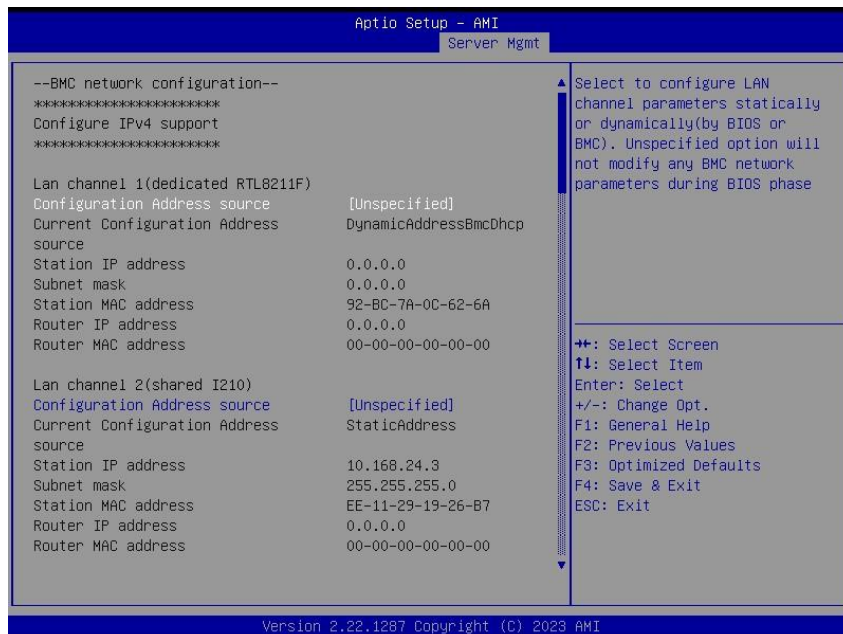 Aptio Setup – AMI
Server Mgmt
--BMC network configuration--
************************
Configure IPv4 support
************************
Lan channel 1(dedicated RTL8211F)
Configuration Address source [Unspecified]
Current Configuration Address DynamicAddressBmcDhcp
source
Station IP address 0.0.0.0
Subnet mask 0.0.0.0
Station MAC address 92-BC-7A-0C-62-6A
Router IP address 0.0.0.0
Router MAC address 00-00-00-00-00-00
Lan channel 2(shared I210)
Configuration Address source [Unspecified]
Current Configuration Address StaticAddress
source
Station IP address 10.168.24.3
Subnet mask 255.255.255.0
Station MAC address EE-11-29-19-26-B7
Router IP address 0.0.0.0
Router MAC address 00-00-00-00-00-00
Select to configure LAN
channel parameters statically
or dynamically(by BIOS or
BMC). Unspecified option will
not modify any BMC network
parameters during BIOS phase
→←: Select Screen
↑↓: Select Item
Enter: Select
+/-: Change Opt.
F1: General Help
F2: Previous Values
F3: Optimized Defaults
F4: Save & Exit
ESC: Exit
Version 2.22.1287 Copyright (C) 2023 AMI